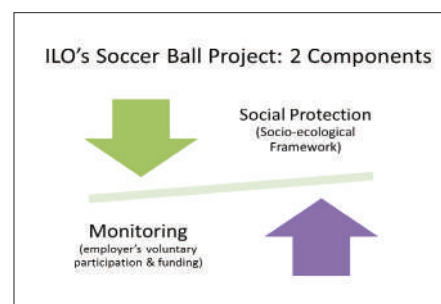 ILO's Soccer Ball Project: 2 Components
Social Protection
(Socio-ecological
Framework)
Monitoring
(employer's voluntary
participation & funding)